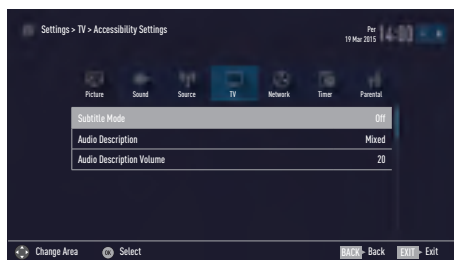 Settings > TV > Accessibility Settings
Per
19 Mar 2015
14:00
Picture Sound Source TV Network Timer Parental
Subtitle Mode Off
Audio Description Mixed
Audio Description Volume 20
Change Area OK Select BACK Back EXIT Exit